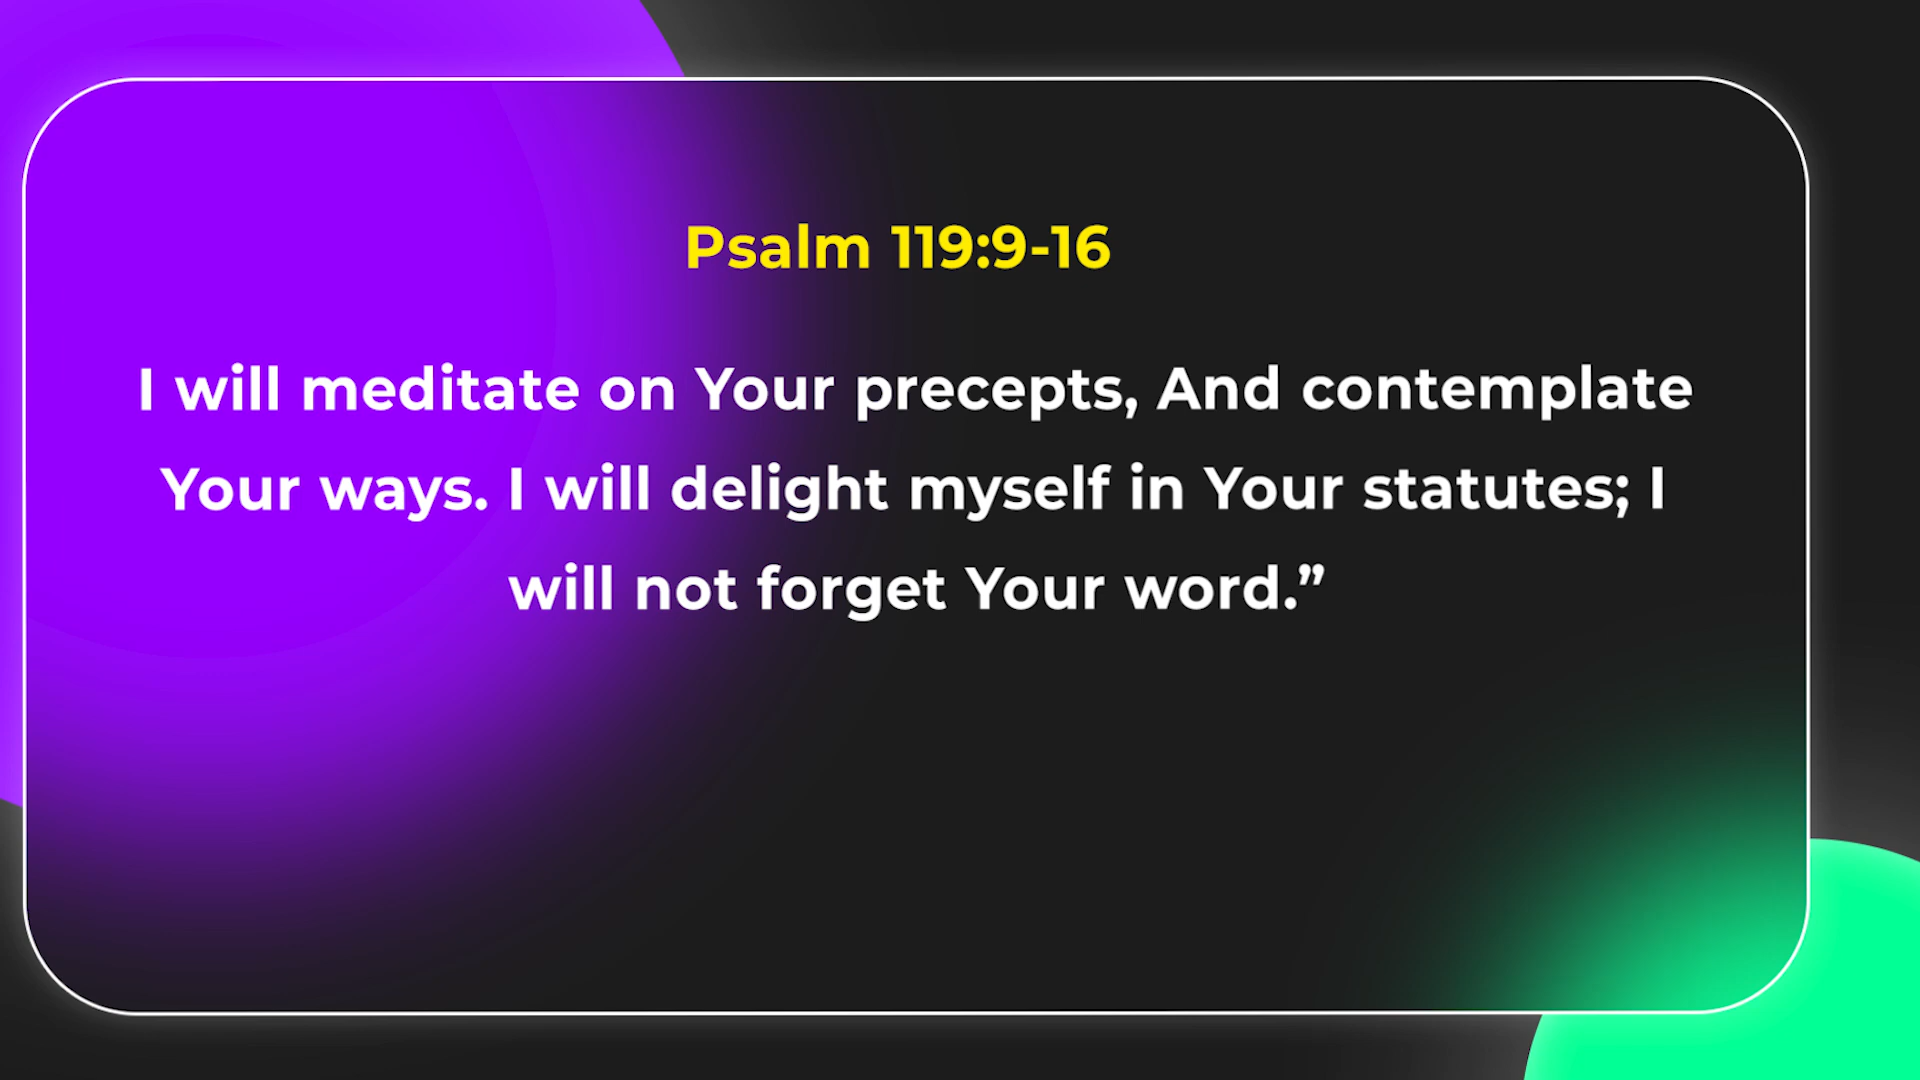 Psalm 119:9-16
I will meditate on Your precepts, And contemplate
Your ways. I will delight myself in Your statutes; I
will not forget Your word.”